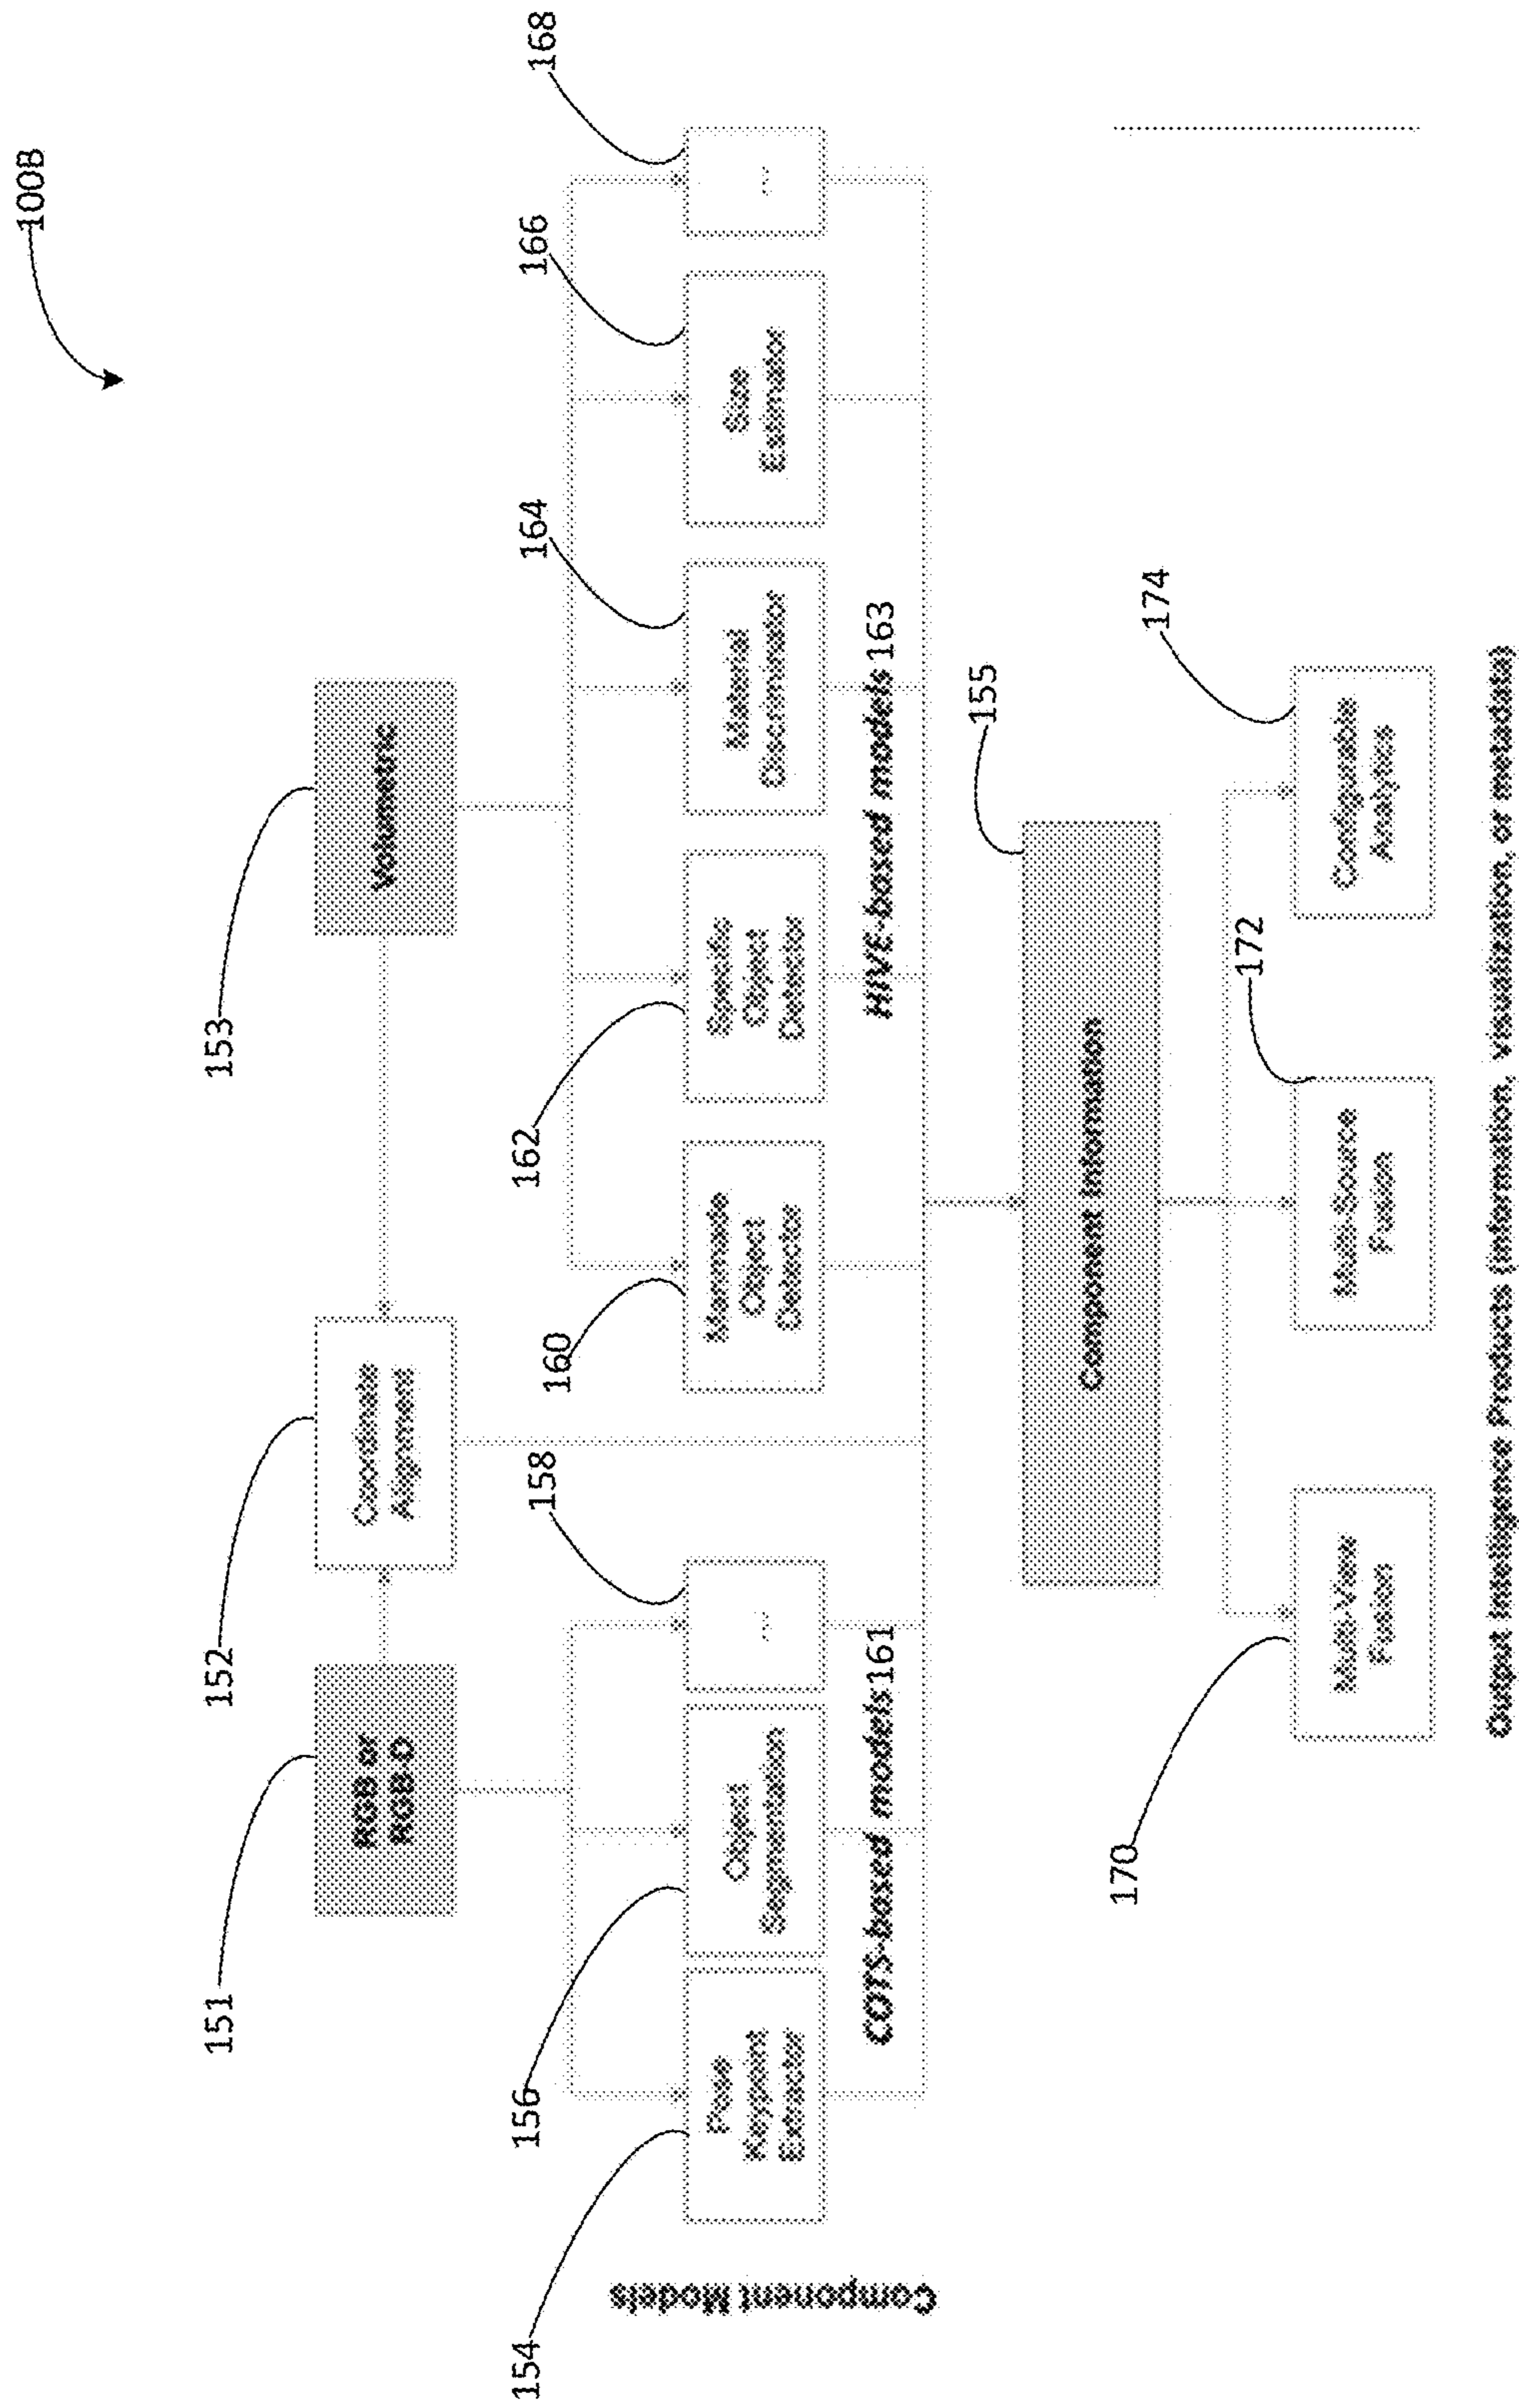 100B
151
152
153
RGB or
RGB-D
Coordinate
Alignment
Volumetric
154
156
158
160
162
164
166
168
Component Models
Pose
Keypoint
Extractor
Object
Segmentation
...
Manmade
Object
Detector
Specific
Object
Detector
Material
Discriminator
Size
Estimator
...
COTS-based models 161
HIVE-based models 163
155
Component Information
170
172
174
Multi-View
Fusion
Multi-Source
Fusion
Configurable
Analytics
Output Intelligence Products (information, visualization, or metadata)